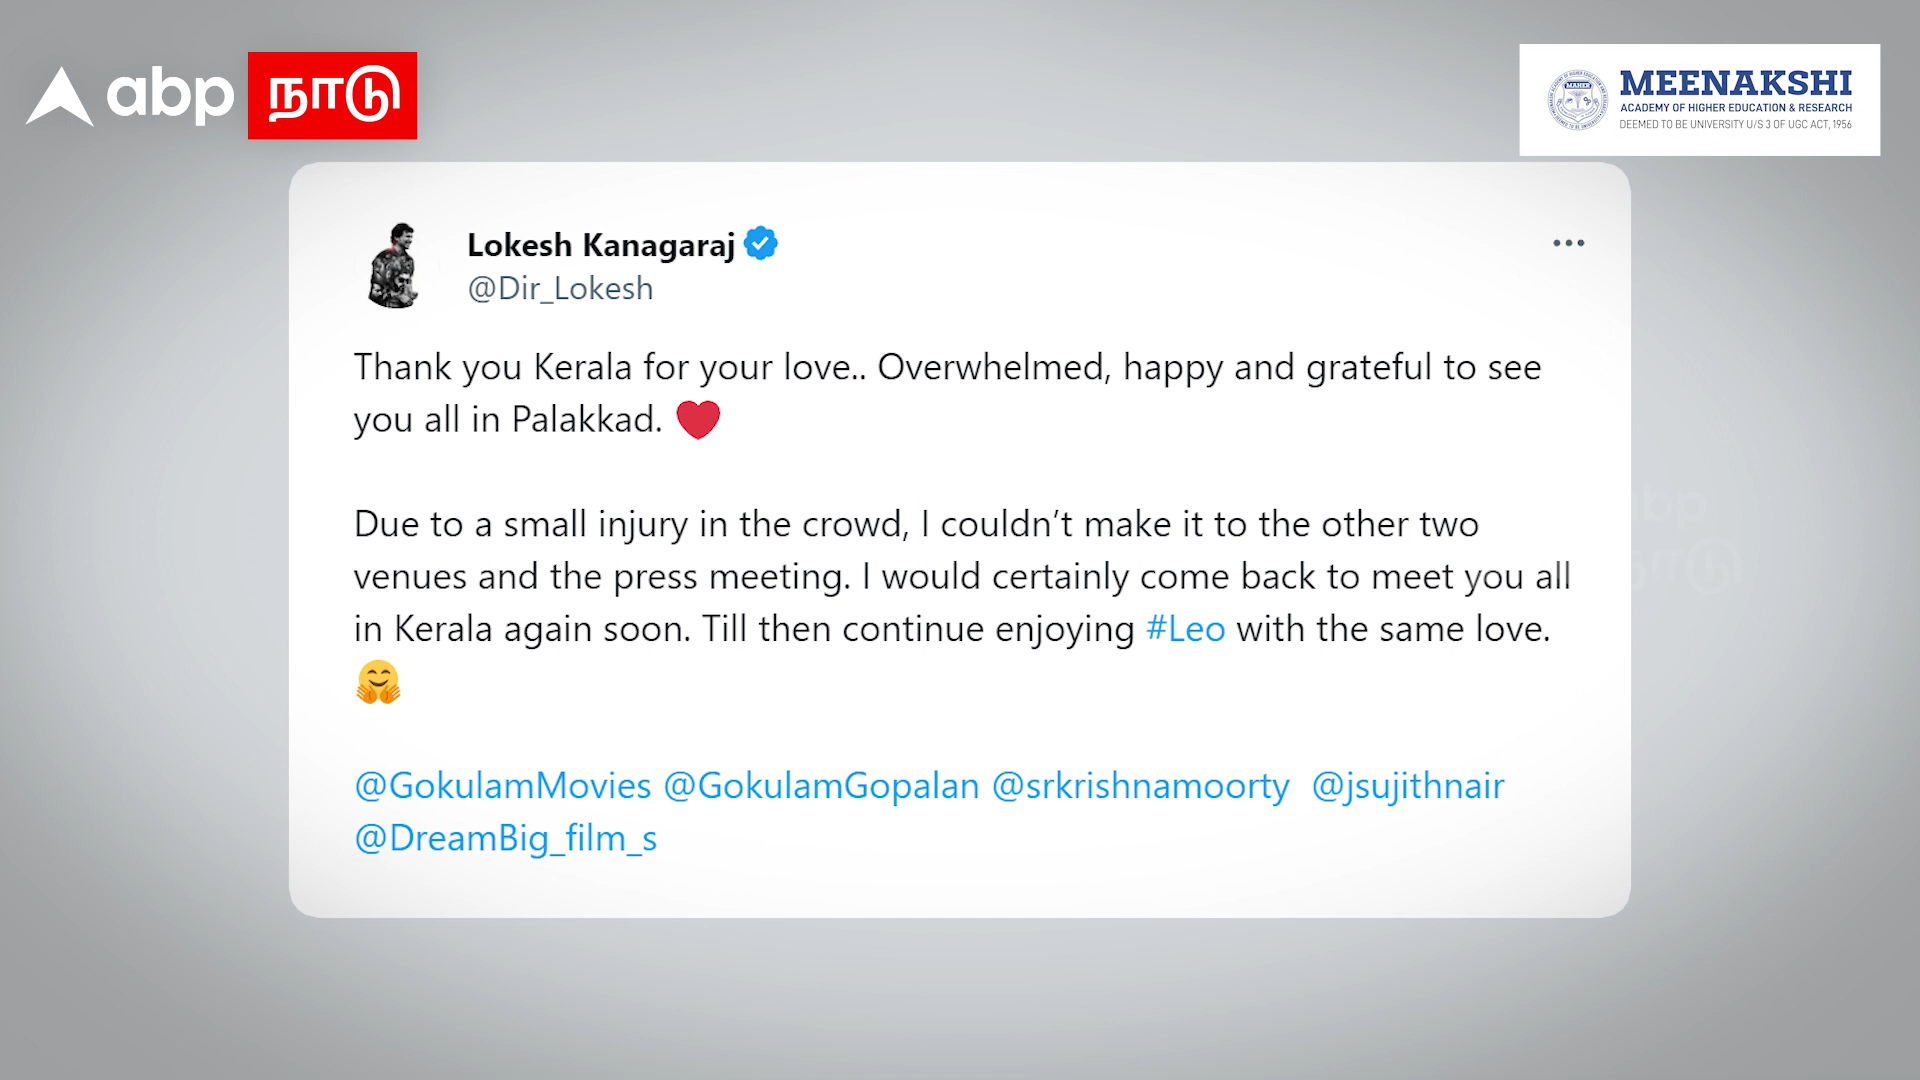 abp நாடு
MEENAKSHI
ACADEMY OF HIGHER EDUCATION & RESEARCH
DEEMED TO BE UNIVERSITY U/S 3 OF UGC ACT, 1956
Lokesh Kanagaraj
@Dir_Lokesh
Thank you Kerala for your love.. Overwhelmed, happy and grateful to see
you all in Palakkad. ❤️
Due to a small injury in the crowd, I couldn’t make it to the other two
venues and the press meeting. I would certainly come back to meet you all
in Kerala again soon. Till then continue enjoying #Leo with the same love.
🤗
@GokulamMovies @GokulamGopalan @srkrishnamoorty @jsujithnair
@DreamBig_film_s
abp
நாடு